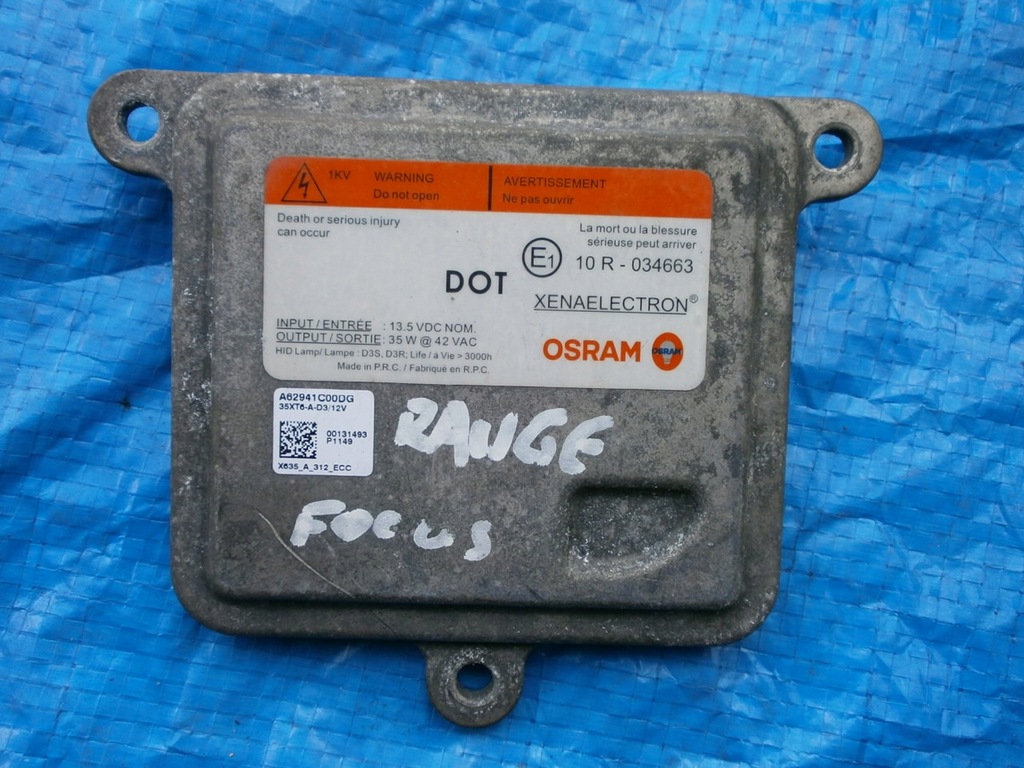 1KV WARNING AVERTISSEMENT
Do not open Ne pas ouvrir
Death or serious injury
can occur
La mort ou la blessure
sérieuse peut arriver
E1 10 R - 034663
DOT
XENAELECTRON®
INPUT / ENTRÉE : 13.5 VDC NOM.
OUTPUT / SORTIE : 35 W @ 42 VAC
HID Lamp/ Lampe : D3S, D3R; Life / à Vie > 3000h
Made in P.R.C. / Fabriqué en R.P.C.
OSRAM OSRAM
A62941C00DG
35XT6-A-D3/12V
00131493
P1149
X635_A_312_ECC
RANGE
FOCUS